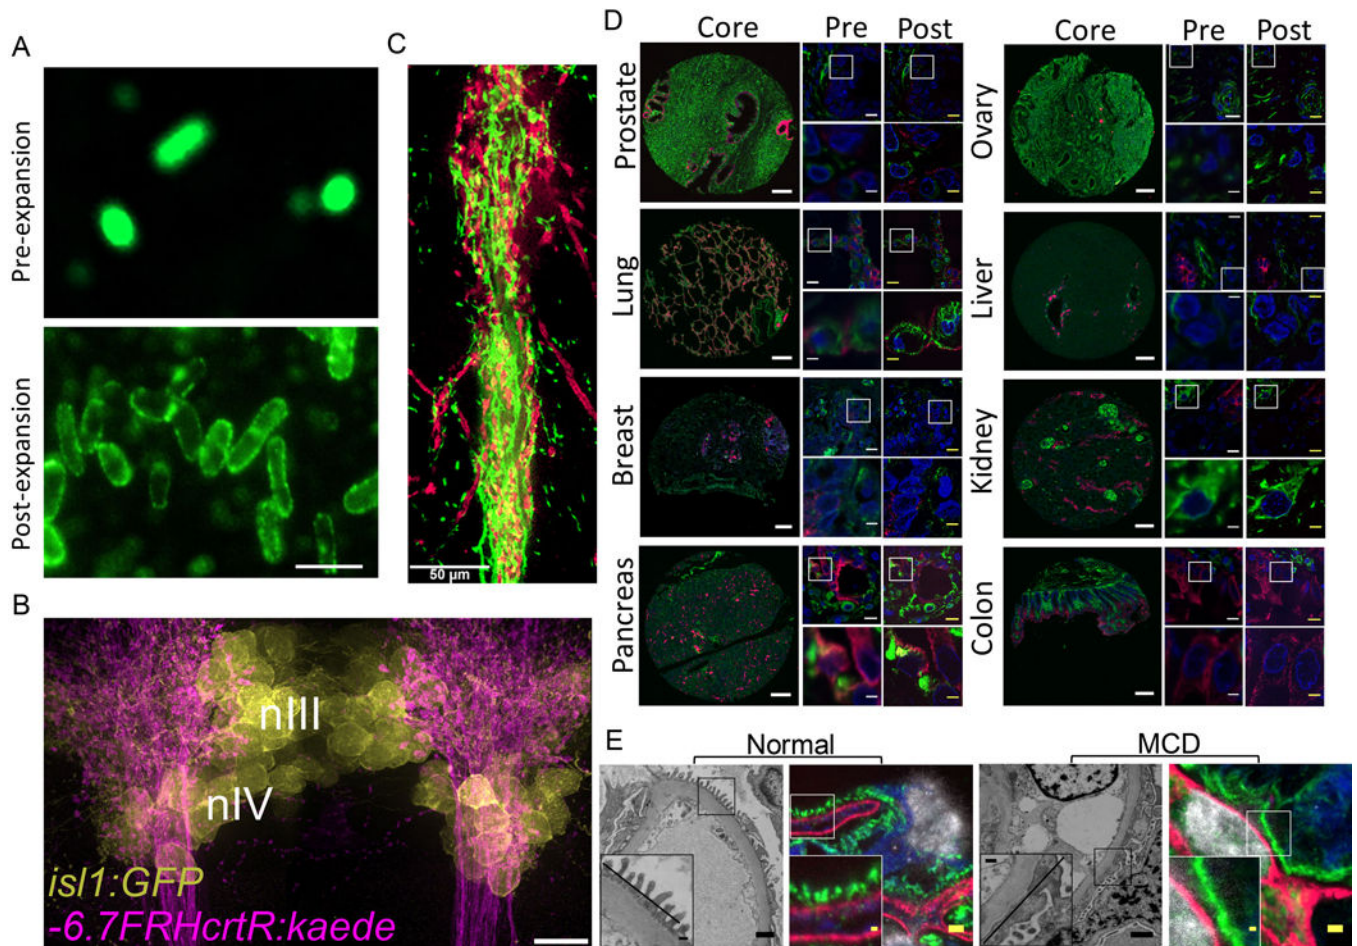 A
Pre-expansion
Post-expansion
B
nIII
nIV
isl1:GFP
-6.7FRHcrtR:kaede
C
50 µm
D
Core Pre Post
Prostate
Lung
Breast
Pancreas
Core Pre Post
Ovary
Liver
Kidney
Colon
E
Normal
MCD